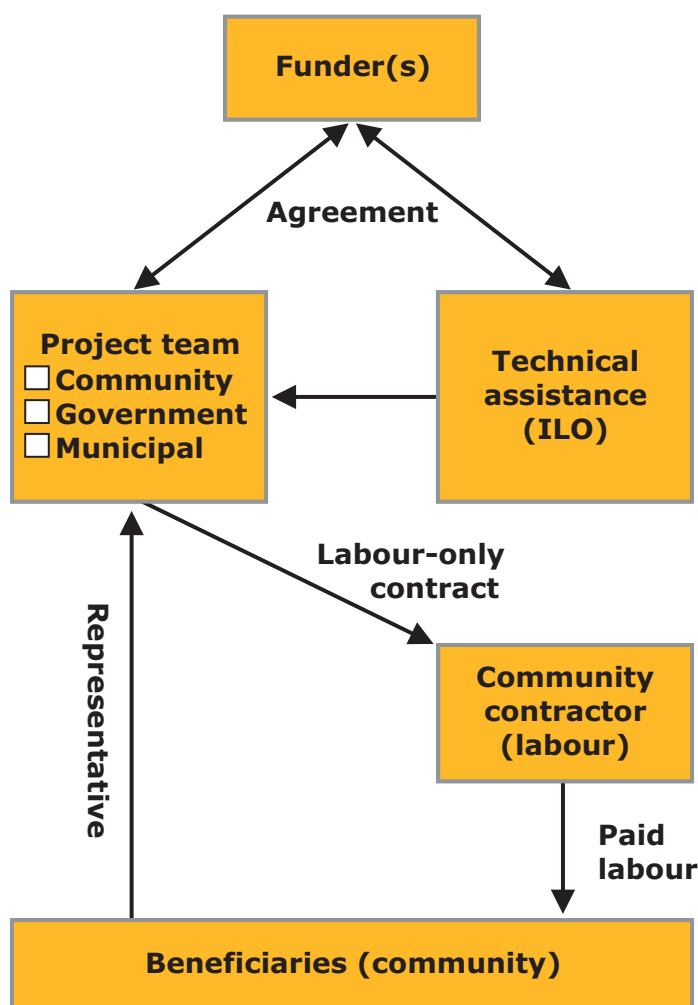 Funder(s)
Agreement
Project team
Community
Government
Municipal
Technical
assistance
(ILO)
Labour-only
contract
Representative
Community
contractor
(labour)
Paid
labour
Beneficiaries (community)